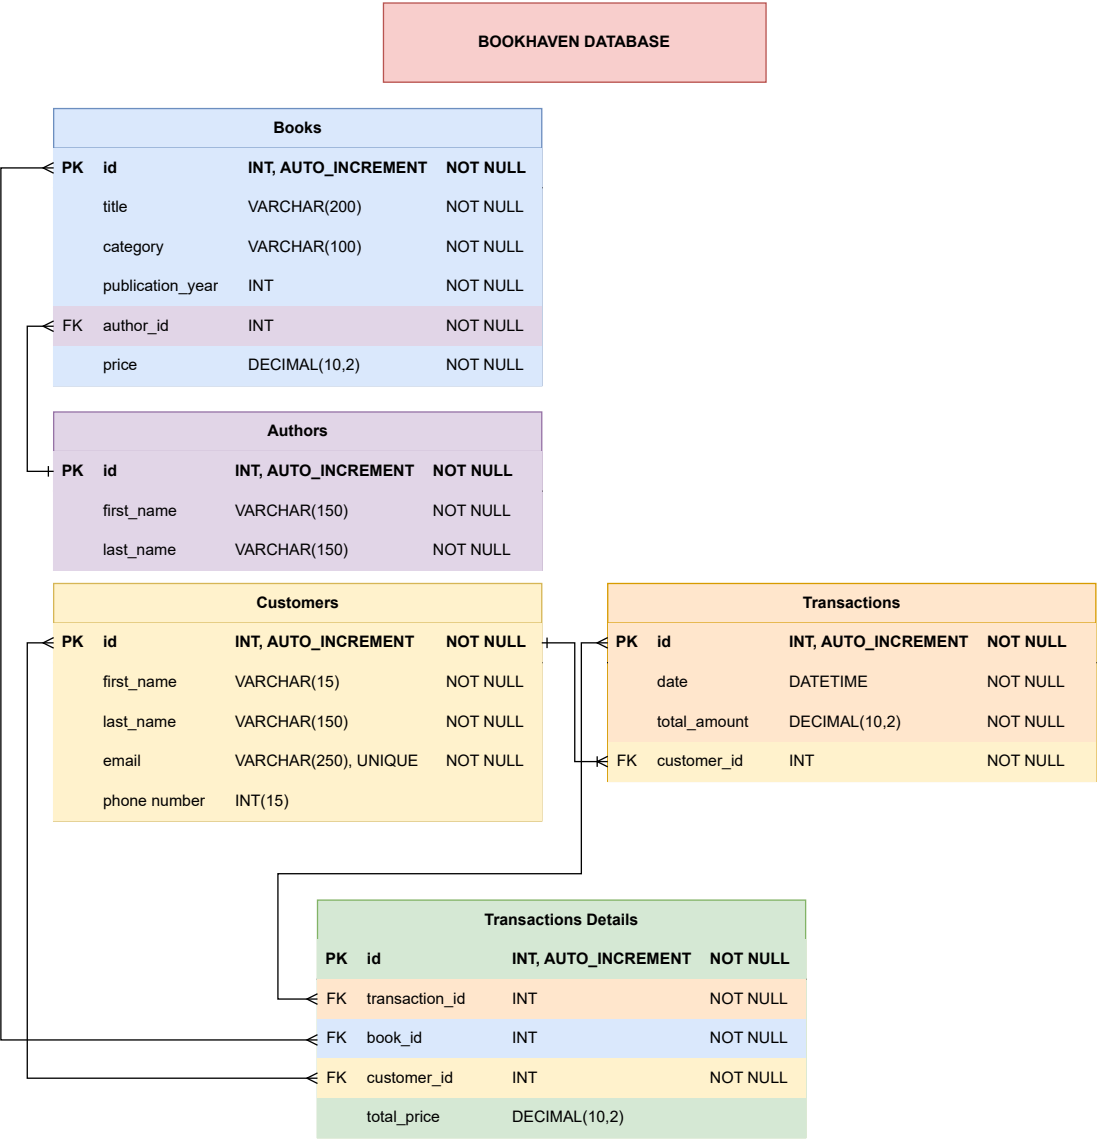 BOOKHAVEN DATABASE
Books
PK id INT, AUTO_INCREMENT NOT NULL
title VARCHAR(200) NOT NULL
category VARCHAR(100) NOT NULL
publication_year INT NOT NULL
FK author_id INT NOT NULL
price DECIMAL(10,2) NOT NULL
Authors
PK id INT, AUTO_INCREMENT NOT NULL
first_name VARCHAR(150) NOT NULL
last_name VARCHAR(150) NOT NULL
Customers
PK id INT, AUTO_INCREMENT NOT NULL
first_name VARCHAR(15) NOT NULL
last_name VARCHAR(150) NOT NULL
email VARCHAR(250), UNIQUE NOT NULL
phone number INT(15)
Transactions
PK id INT, AUTO_INCREMENT NOT NULL
date DATETIME NOT NULL
total_amount DECIMAL(10,2) NOT NULL
FK customer_id INT NOT NULL
Transactions Details
PK id INT, AUTO_INCREMENT NOT NULL
FK transaction_id INT NOT NULL
FK book_id INT NOT NULL
FK customer_id INT NOT NULL
total_price DECIMAL(10,2)